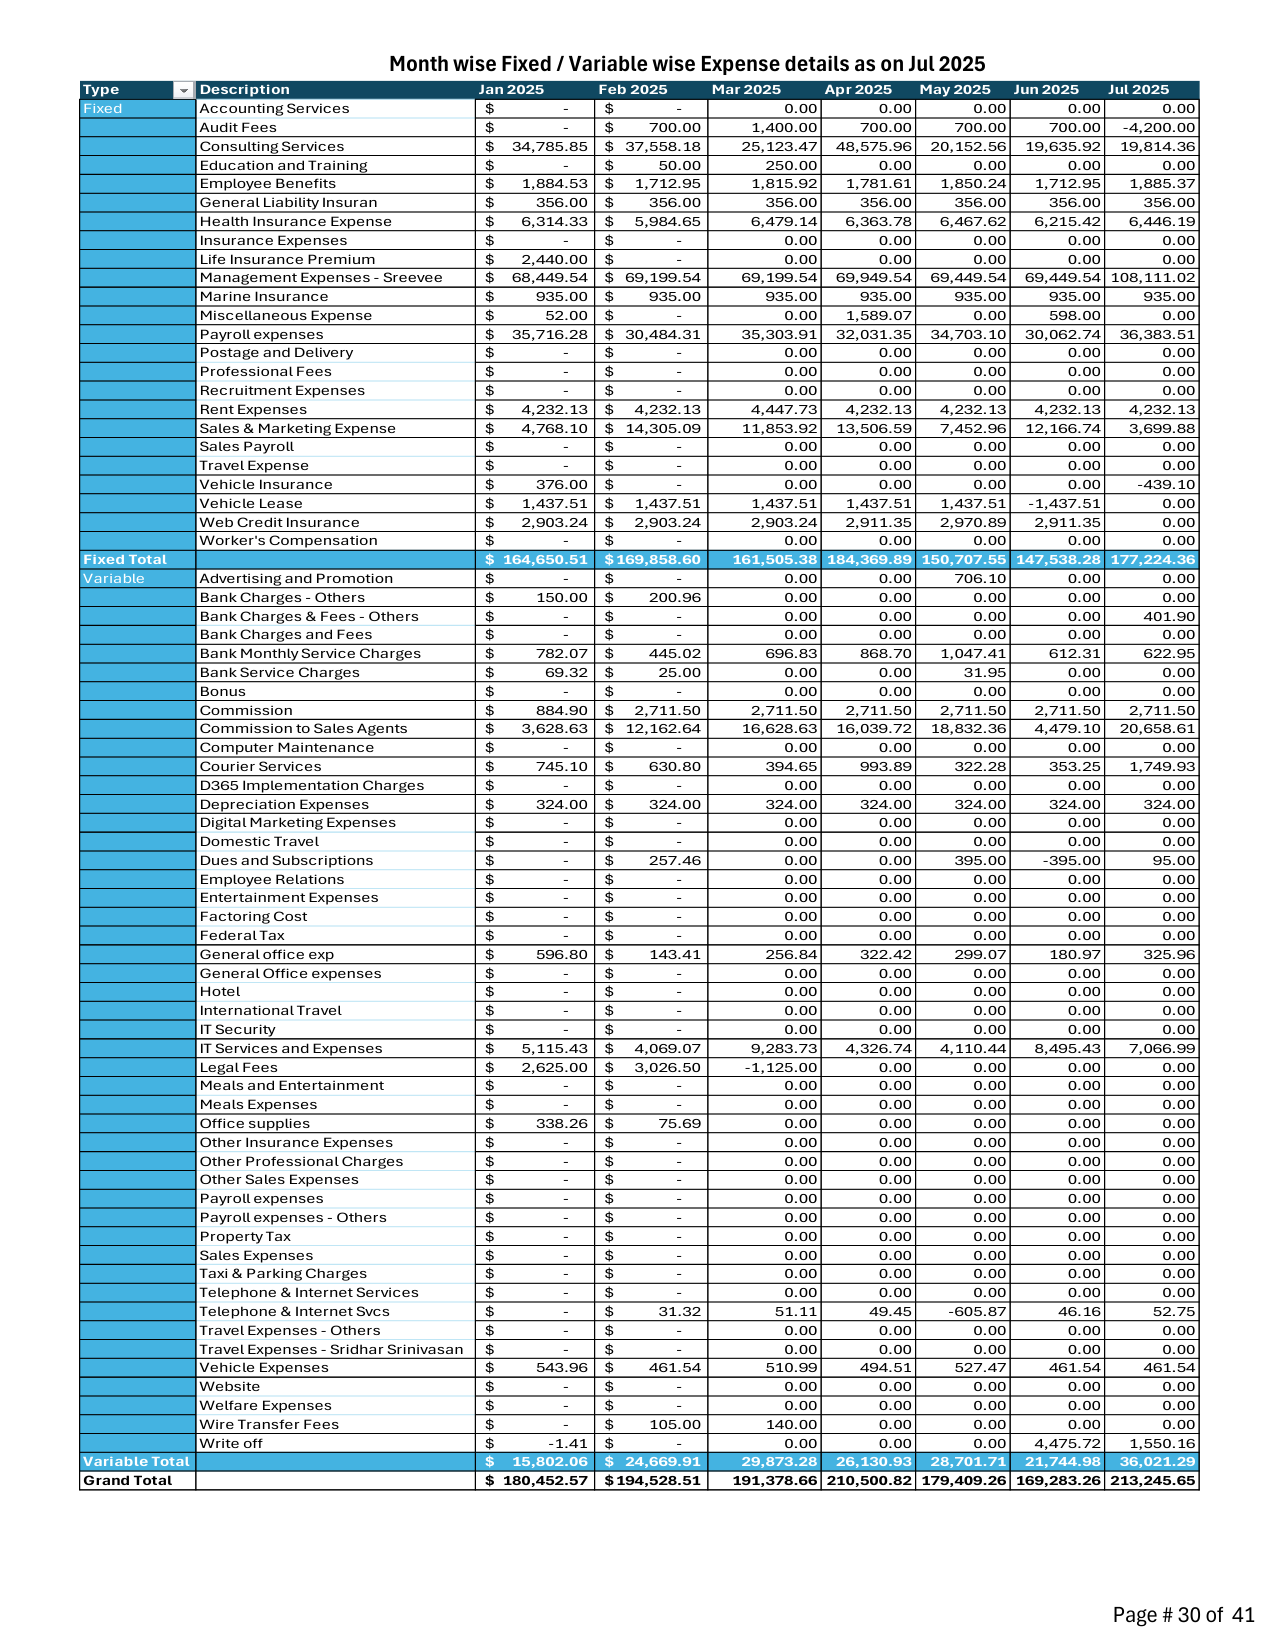 Month wise Fixed / Variable wise Expense details as on Jul 2025
Type Description Jan 2025 Feb 2025 Mar 2025 Apr 2025 May 2025 Jun 2025 Jul 2025
Fixed Accounting Services $ - $ - 0.00 0.00 0.00 0.00 0.00
Audit Fees $ - $ 700.00 1,400.00 700.00 700.00 700.00 -4,200.00
Consulting Services $ 34,785.85 $ 37,558.18 25,123.47 48,575.96 20,152.56 19,635.92 19,814.36
Education and Training $ - $ 50.00 250.00 0.00 0.00 0.00 0.00
Employee Benefits $ 1,884.53 $ 1,712.95 1,815.92 1,781.61 1,850.24 1,712.95 1,885.37
General Liability Insuran $ 356.00 $ 356.00 356.00 356.00 356.00 356.00 356.00
Health Insurance Expense $ 6,314.33 $ 5,984.65 6,479.14 6,363.78 6,467.62 6,215.42 6,446.19
Insurance Expenses $ - $ - 0.00 0.00 0.00 0.00 0.00
Life Insurance Premium $ 2,440.00 $ - 0.00 0.00 0.00 0.00 0.00
Management Expenses - Sreevee $ 68,449.54 $ 69,199.54 69,199.54 69,949.54 69,449.54 69,449.54 108,111.02
Marine Insurance $ 935.00 $ 935.00 935.00 935.00 935.00 935.00 935.00
Miscellaneous Expense $ 52.00 $ - 0.00 1,589.07 0.00 598.00 0.00
Payroll expenses $ 35,716.28 $ 30,484.31 35,303.91 32,031.35 34,703.10 30,062.74 36,383.51
Postage and Delivery $ - $ - 0.00 0.00 0.00 0.00 0.00
Professional Fees $ - $ - 0.00 0.00 0.00 0.00 0.00
Recruitment Expenses $ - $ - 0.00 0.00 0.00 0.00 0.00
Rent Expenses $ 4,232.13 $ 4,232.13 4,447.73 4,232.13 4,232.13 4,232.13 4,232.13
Sales & Marketing Expense $ 4,768.10 $ 14,305.09 11,853.92 13,506.59 7,452.96 12,166.74 3,699.88
Sales Payroll $ - $ - 0.00 0.00 0.00 0.00 0.00
Travel Expense $ - $ - 0.00 0.00 0.00 0.00 0.00
Vehicle Insurance $ 376.00 $ - 0.00 0.00 0.00 0.00 -439.10
Vehicle Lease $ 1,437.51 $ 1,437.51 1,437.51 1,437.51 1,437.51 -1,437.51 0.00
Web Credit Insurance $ 2,903.24 $ 2,903.24 2,903.24 2,911.35 2,970.89 2,911.35 0.00
Worker's Compensation $ - $ - 0.00 0.00 0.00 0.00 0.00
Fixed Total $ 164,650.51 $ 169,858.60 161,505.38 184,369.89 150,707.55 147,538.28 177,224.36
Variable Advertising and Promotion $ - $ - 0.00 0.00 706.10 0.00 0.00
Bank Charges - Others $ 150.00 $ 200.96 0.00 0.00 0.00 0.00 0.00
Bank Charges & Fees - Others $ - $ - 0.00 0.00 0.00 0.00 401.90
Bank Charges and Fees $ - $ - 0.00 0.00 0.00 0.00 0.00
Bank Monthly Service Charges $ 782.07 $ 445.02 696.83 868.70 1,047.41 612.31 622.95
Bank Service Charges $ 69.32 $ 25.00 0.00 0.00 31.95 0.00 0.00
Bonus $ - $ - 0.00 0.00 0.00 0.00 0.00
Commission $ 884.90 $ 2,711.50 2,711.50 2,711.50 2,711.50 2,711.50 2,711.50
Commission to Sales Agents $ 3,628.63 $ 12,162.64 16,628.63 16,039.72 18,832.36 4,479.10 20,658.61
Computer Maintenance $ - $ - 0.00 0.00 0.00 0.00 0.00
Courier Services $ 745.10 $ 630.80 394.65 993.89 322.28 353.25 1,749.93
D365 Implementation Charges $ - $ - 0.00 0.00 0.00 0.00 0.00
Depreciation Expenses $ 324.00 $ 324.00 324.00 324.00 324.00 324.00 324.00
Digital Marketing Expenses $ - $ - 0.00 0.00 0.00 0.00 0.00
Domestic Travel $ - $ - 0.00 0.00 0.00 0.00 0.00
Dues and Subscriptions $ - $ 257.46 0.00 0.00 395.00 -395.00 95.00
Employee Relations $ - $ - 0.00 0.00 0.00 0.00 0.00
Entertainment Expenses $ - $ - 0.00 0.00 0.00 0.00 0.00
Factoring Cost $ - $ - 0.00 0.00 0.00 0.00 0.00
Federal Tax $ - $ - 0.00 0.00 0.00 0.00 0.00
General office exp $ 596.80 $ 143.41 256.84 322.42 299.07 180.97 325.96
General Office expenses $ - $ - 0.00 0.00 0.00 0.00 0.00
Hotel $ - $ - 0.00 0.00 0.00 0.00 0.00
International Travel $ - $ - 0.00 0.00 0.00 0.00 0.00
IT Security $ - $ - 0.00 0.00 0.00 0.00 0.00
IT Services and Expenses $ 5,115.43 $ 4,069.07 9,283.73 4,326.74 4,110.44 8,495.43 7,066.99
Legal Fees $ 2,625.00 $ 3,026.50 -1,125.00 0.00 0.00 0.00 0.00
Meals and Entertainment $ - $ - 0.00 0.00 0.00 0.00 0.00
Meals Expenses $ - $ - 0.00 0.00 0.00 0.00 0.00
Office supplies $ 338.26 $ 75.69 0.00 0.00 0.00 0.00 0.00
Other Insurance Expenses $ - $ - 0.00 0.00 0.00 0.00 0.00
Other Professional Charges $ - $ - 0.00 0.00 0.00 0.00 0.00
Other Sales Expenses $ - $ - 0.00 0.00 0.00 0.00 0.00
Payroll expenses $ - $ - 0.00 0.00 0.00 0.00 0.00
Payroll expenses - Others $ - $ - 0.00 0.00 0.00 0.00 0.00
Property Tax $ - $ - 0.00 0.00 0.00 0.00 0.00
Sales Expenses $ - $ - 0.00 0.00 0.00 0.00 0.00
Taxi & Parking Charges $ - $ - 0.00 0.00 0.00 0.00 0.00
Telephone & Internet Services $ - $ - 0.00 0.00 0.00 0.00 0.00
Telephone & Internet Svcs $ - $ 31.32 51.11 49.45 -605.87 46.16 52.75
Travel Expenses - Others $ - $ - 0.00 0.00 0.00 0.00 0.00
Travel Expenses - Sridhar Srinivasan $ - $ - 0.00 0.00 0.00 0.00 0.00
Vehicle Expenses $ 543.96 $ 461.54 510.99 494.51 527.47 461.54 461.54
Website $ - $ - 0.00 0.00 0.00 0.00 0.00
Welfare Expenses $ - $ - 0.00 0.00 0.00 0.00 0.00
Wire Transfer Fees $ - $ 105.00 140.00 0.00 0.00 0.00 0.00
Write off $ -1.41 $ - 0.00 0.00 0.00 4,475.72 1,550.16
Variable Total $ 15,802.06 $ 24,669.91 29,873.28 26,130.93 28,701.71 21,744.98 36,021.29
Grand Total $ 180,452.57 $ 194,528.51 191,378.66 210,500.82 179,409.26 169,283.26 213,245.65
Page # 30 of 41